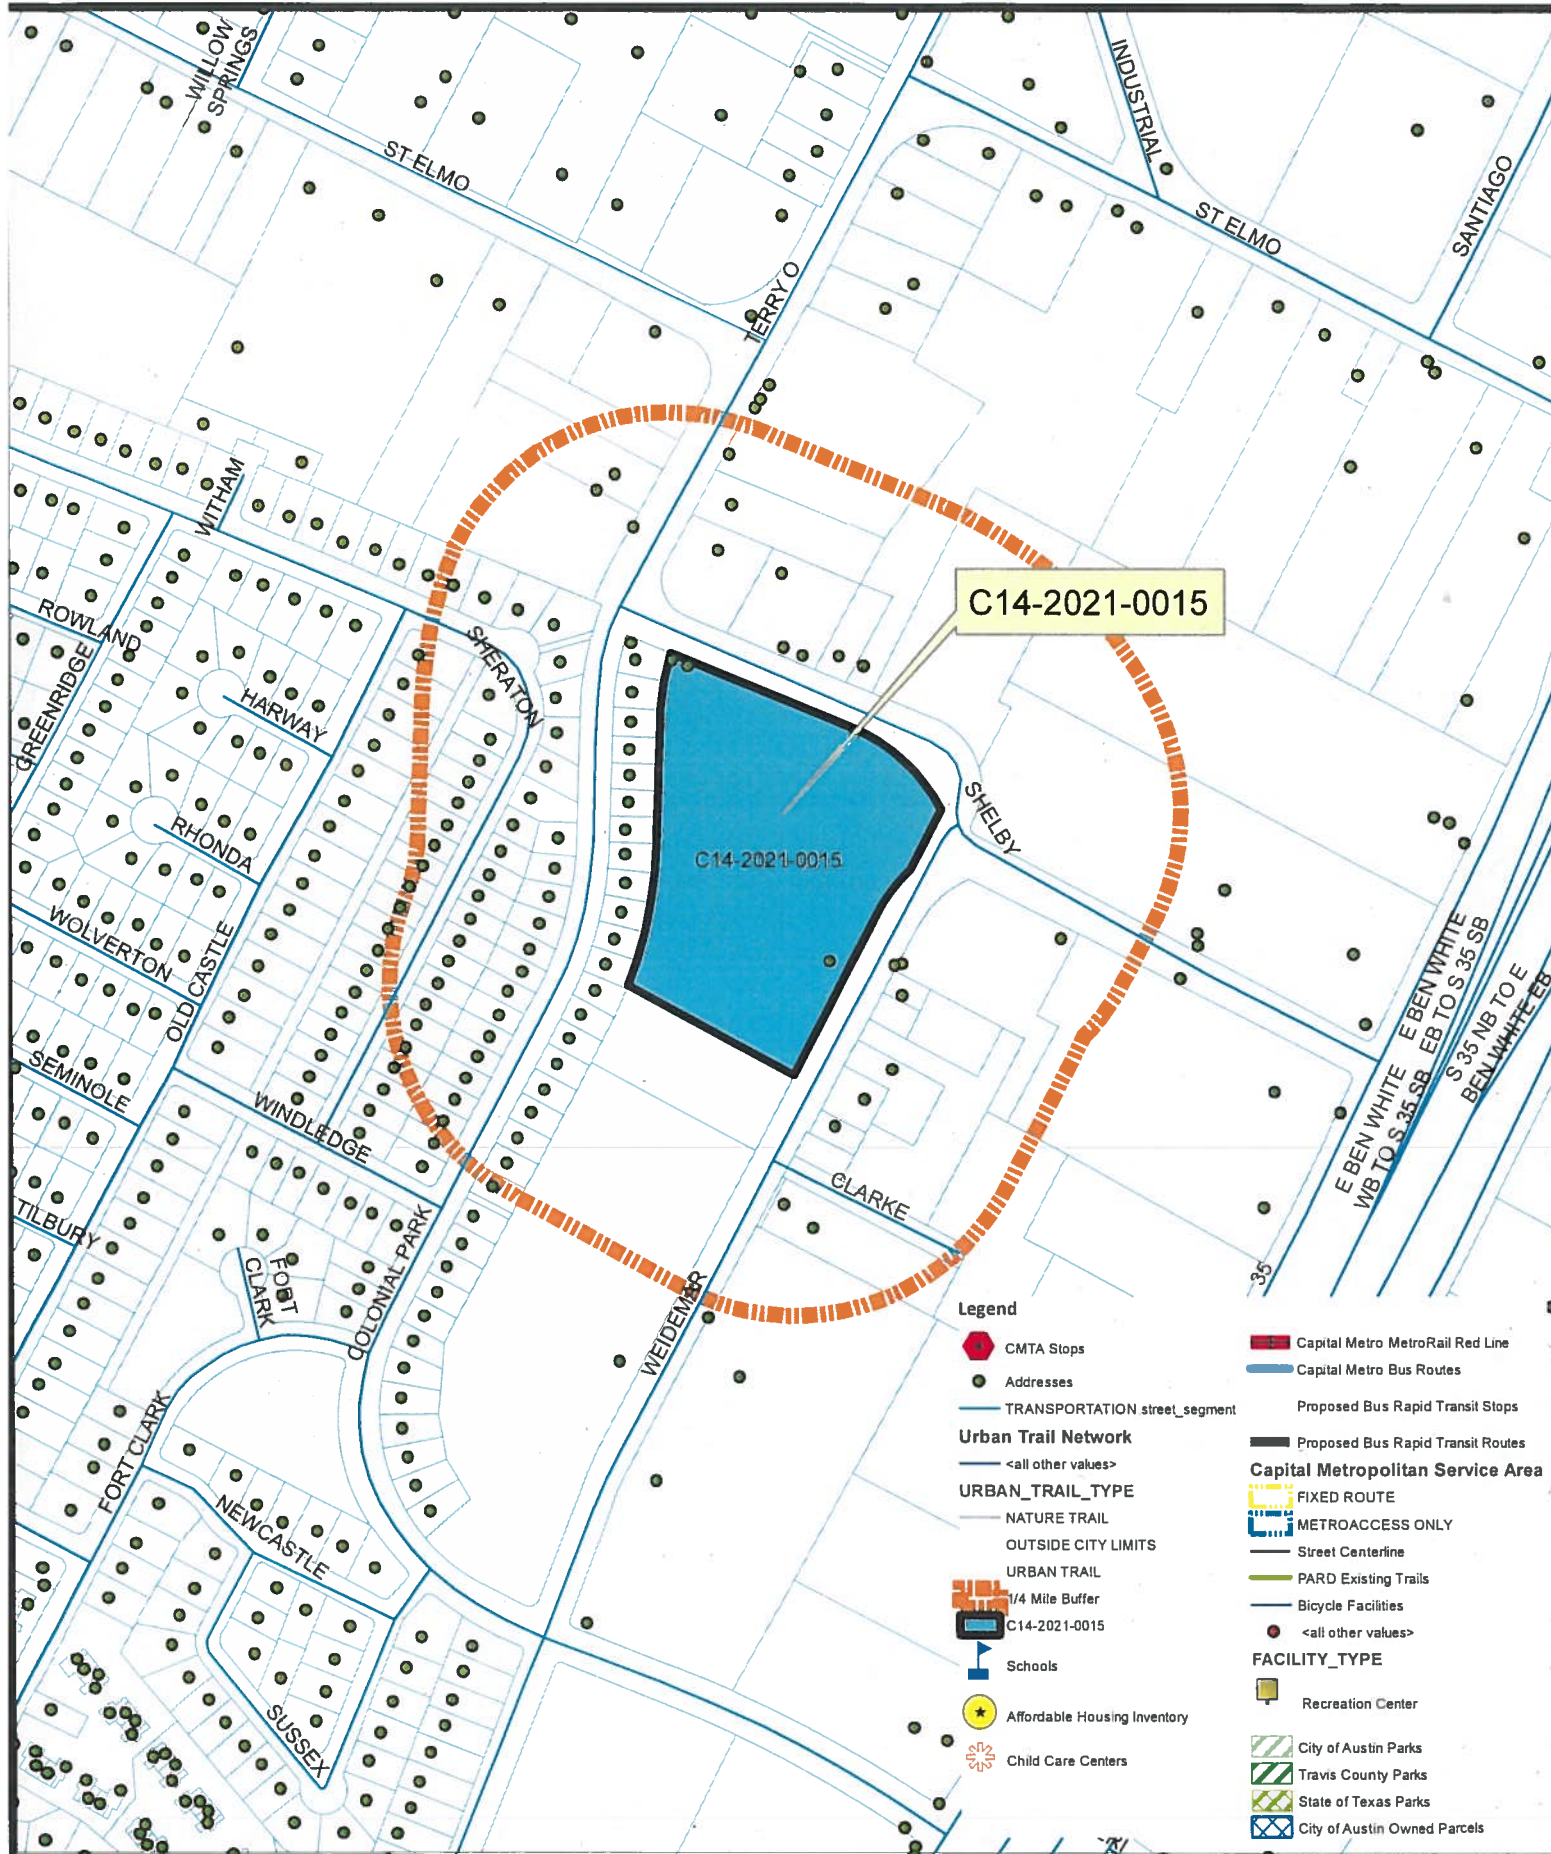 WILLOW
SPRINGS
INDUSTRIAL
ST ELMO
ST ELMO
SANTIAGO
TERRY O
WITHAM
C14-2021-0015
ROWLAND
SHERATON
GREENRIDGE
HARWAY
SHELBY
RHONDA
C14-2021-0015
WOLVERTON
OLD CASTLE
E BEN WHITE
EB TO S 35 SB
S 35 NB TO E
BEN WHITE EB
SEMINOLE
WINDLEDGE
E BEN WHITE
WB TO S 35 SB
CLARKE
TILBURY
COLONIAL PARK
FORT
CLARK
35
WEIDEMAR
FORT CLARK
NEWCASTLE
SUSSEX
Legend
CMTA Stops
Addresses
TRANSPORTATION.street_segment
Urban Trail Network
<all other values>
URBAN_TRAIL_TYPE
NATURE TRAIL
OUTSIDE CITY LIMITS
URBAN TRAIL
1/4 Mile Buffer
C14-2021-0015
Schools
Affordable Housing Inventory
Child Care Centers
Capital Metro MetroRail Red Line
Capital Metro Bus Routes
Proposed Bus Rapid Transit Stops
Proposed Bus Rapid Transit Routes
Capital Metropolitan Service Area
FIXED ROUTE
METROACCESS ONLY
Street Centerline
PARD Existing Trails
Bicycle Facilities
<all other values>
FACILITY_TYPE
Recreation Center
City of Austin Parks
Travis County Parks
State of Texas Parks
City of Austin Owned Parcels